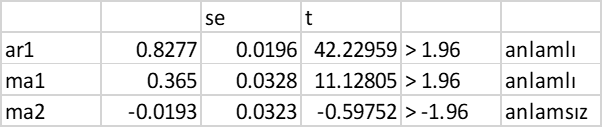 se t
ar1 0.8277 0.0196 42.22959 > 1.96 anlamlı
ma1 0.365 0.0328 11.12805 > 1.96 anlamlı
ma2 -0.0193 0.0323 -0.59752 > -1.96 anlamsız